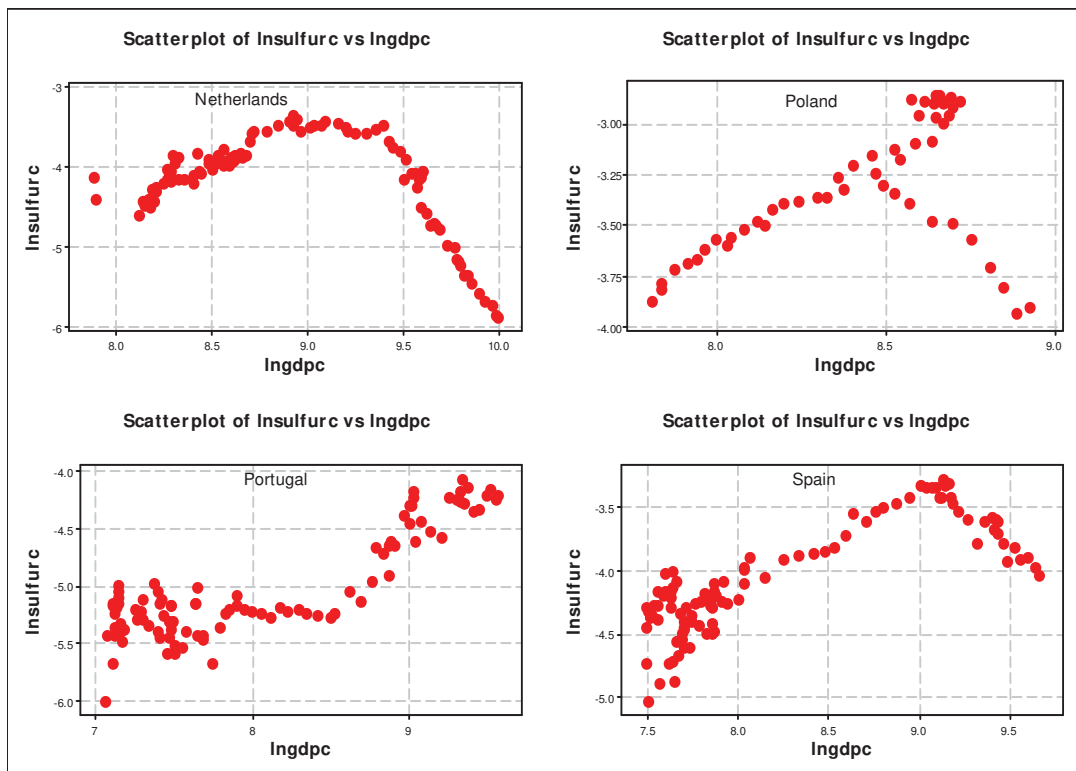 Scatterplot of lnsulfurc vs lngdpc
Netherlands
lnsulfurc
-3
-4
-5
-6
8.0 8.5 9.0 9.5 10.0
lngdpc
Scatterplot of lnsulfurc vs lngdpc
Poland
lnsulfurc
-3.00
-3.25
-3.50
-3.75
-4.00
8.0 8.5 9.0
lngdpc
Scatterplot of lnsulfurc vs lngdpc
Portugal
lnsulfurc
-4.0
-4.5
-5.0
-5.5
-6.0
7 8 9
lngdpc
Scatterplot of lnsulfurc vs lngdpc
Spain
lnsulfurc
-3.5
-4.0
-4.5
-5.0
7.5 8.0 8.5 9.0 9.5
lngdpc